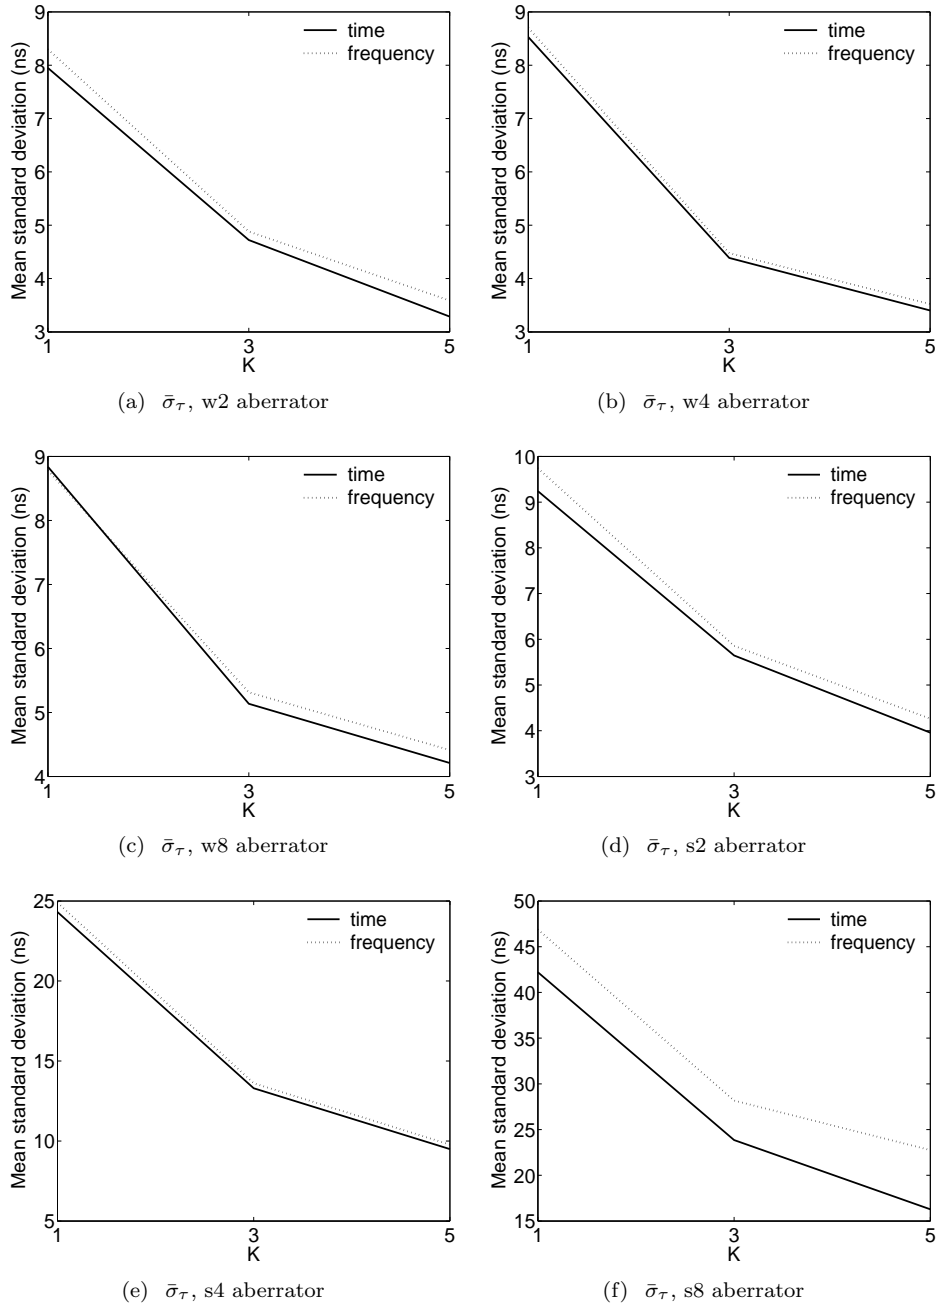 9
8
7
6
5
4
3
Mean standard deviation (ns)
time
frequency
1 3 5
K
(a) σ̄τ, w2 aberrator
9
8
7
6
5
4
3
Mean standard deviation (ns)
time
frequency
1 3 5
K
(b) σ̄τ, w4 aberrator
9
8
7
6
5
4
Mean standard deviation (ns)
time
frequency
1 3 5
K
(c) σ̄τ, w8 aberrator
10
9
8
7
6
5
4
3
Mean standard deviation (ns)
time
frequency
1 3 5
K
(d) σ̄τ, s2 aberrator
25
20
15
10
5
Mean standard deviation (ns)
time
frequency
1 3 5
K
(e) σ̄τ, s4 aberrator
50
45
40
35
30
25
20
15
Mean standard deviation (ns)
time
frequency
1 3 5
K
(f) σ̄τ, s8 aberrator